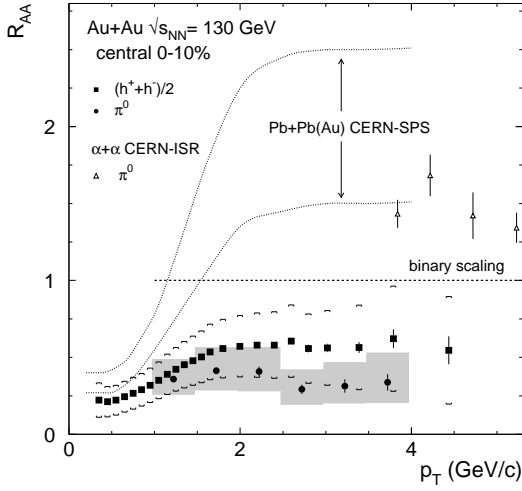 R_AA
Au+Au √s_NN = 130 GeV
central 0-10%
(h⁺+h⁻)/2
π⁰
α+α CERN-ISR
π⁰
Pb+Pb(Au) CERN-SPS
binary scaling
2
1
0
0
2
4
p_T (GeV/c)